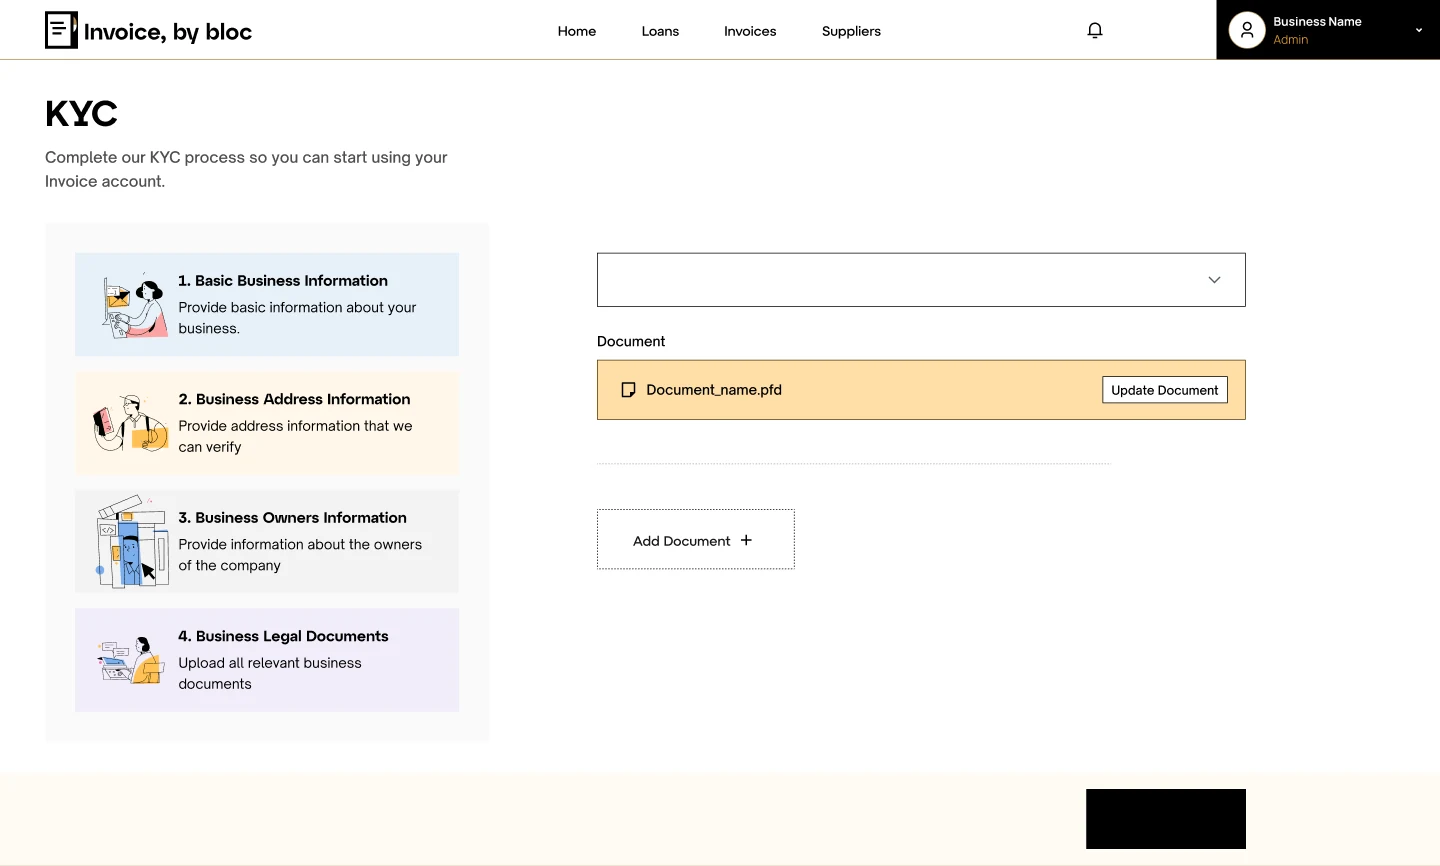 Invoice, by bloc
Home
Loans
Invoices
Suppliers
Business Name
Admin
KYC
Complete our KYC process so you can start using your
Invoice account.
1. Basic Business Information
Provide basic information about your
business.
2. Business Address Information
Provide address information that we
can verify
3. Business Owners Information
Provide information about the owners
of the company
4. Business Legal Documents
Upload all relevant business
documents
Document
Document_name.pfd
Update Document
Add Document +